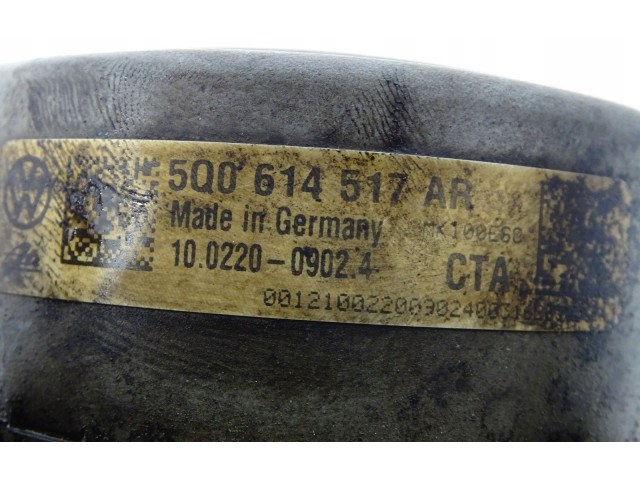 5Q0 614 517 AR
Made in Germany MK100E60
10.0220-0902.4 CTA